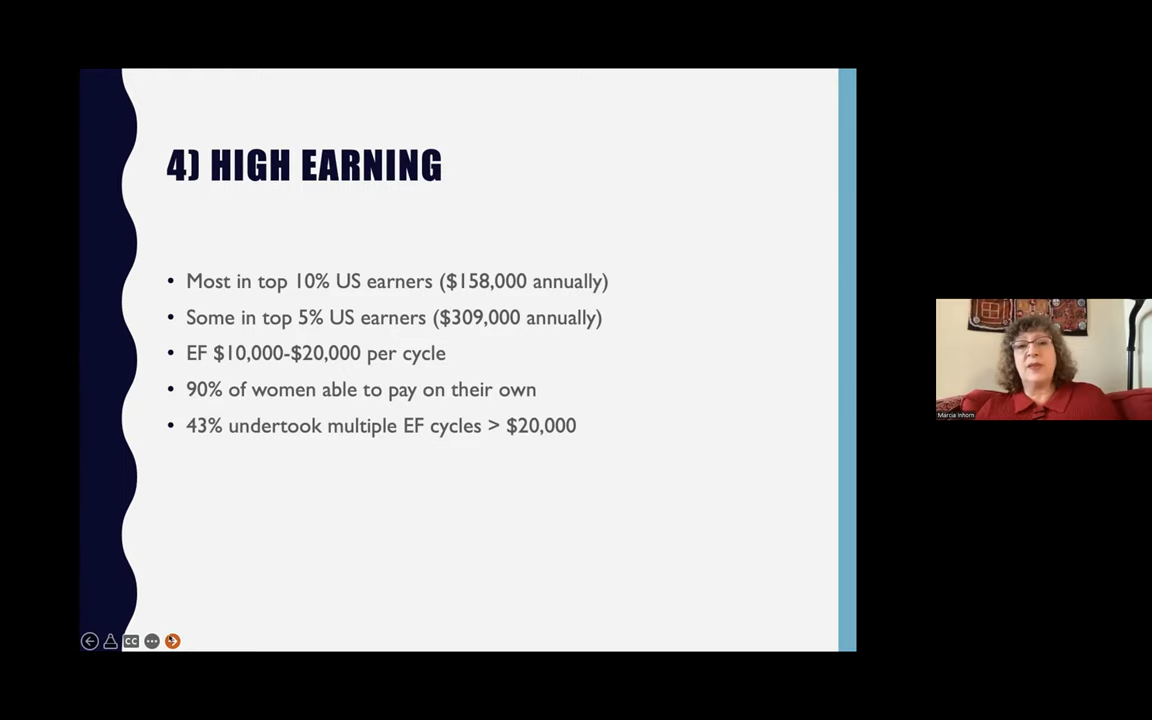 4) HIGH EARNING
• Most in top 10% US earners ($158,000 annually)
• Some in top 5% US earners ($309,000 annually)
• EF $10,000-$20,000 per cycle
• 90% of women able to pay on their own
• 43% undertook multiple EF cycles > $20,000
CC
Marcia Inhorn